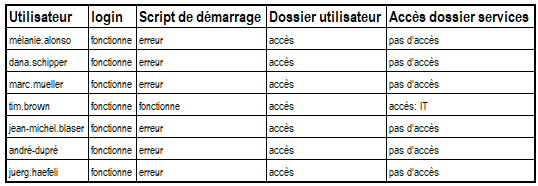 Utilisateur login Script de démarrage Dossier utilisateur Accès dossier services
mélanie.alonso fonctionne erreur accès pas d'accès
dana.schipper fonctionne erreur accès pas d'accès
marc.mueller fonctionne erreur accès pas d'accès
tim.brown fonctionne fonctionne accès accès: IT
jean-michel.blaser fonctionne erreur accès pas d'accès
andré-dupré fonctionne erreur accès pas d'accès
juerg.haefeli fonctionne erreur accès pas d'accès